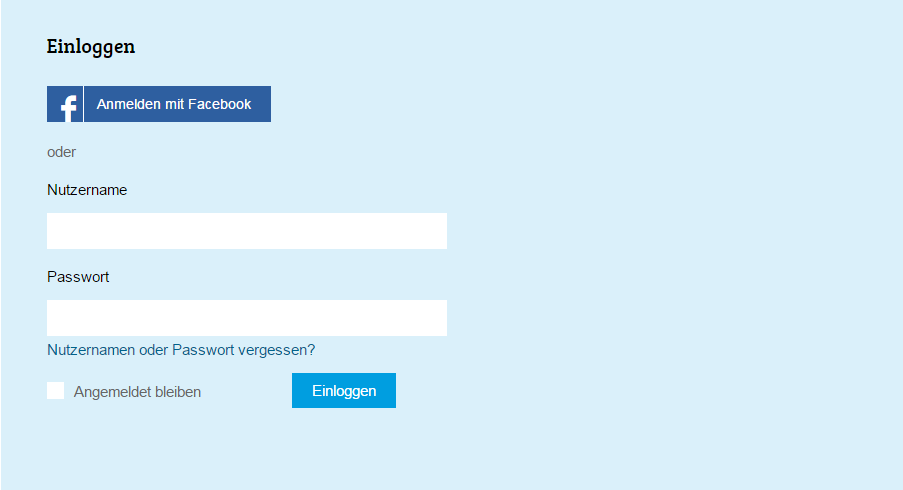 Einloggen
f Anmelden mit Facebook
oder
Nutzername
Passwort
Nutzernamen oder Passwort vergessen?
Angemeldet bleiben Einloggen